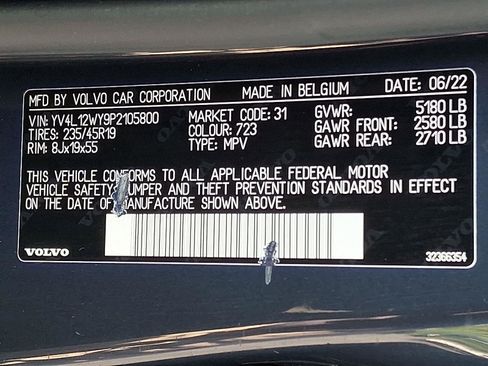 MFD BY VOLVO CAR CORPORATION MADE IN BELGIUM DATE: 06/22
VIN: YV4L12WY9P2105800 MARKET CODE: 31 GVWR: 5180 LB
TIRES: 235/45R19 COLOUR: 723 GAWR FRONT: 2580 LB
RIM: 8Jx19x55 TYPE: MPV GAWR REAR: 2710 LB
THIS VEHICLE CONFORMS TO ALL APPLICABLE FEDERAL MOTOR
VEHICLE SAFETY, BUMPER AND THEFT PREVENTION STANDARDS IN EFFECT
ON THE DATE OF MANUFACTURE SHOWN ABOVE.
VOLVO 32366354